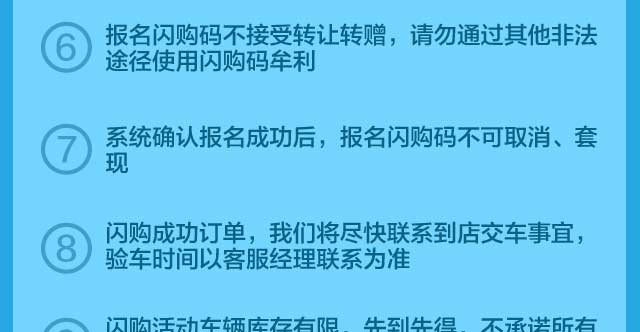 6
报名闪购码不接受转让转赠，请勿通过其他非法
途径使用闪购码牟利
7
系统确认报名成功后，报名闪购码不可取消、套
现
8
闪购成功订单，我们将尽快联系到店交车事宜，
验车时间以客服经理联系为准
闪购活动车辆库存有限，先到先得，不承诺所有